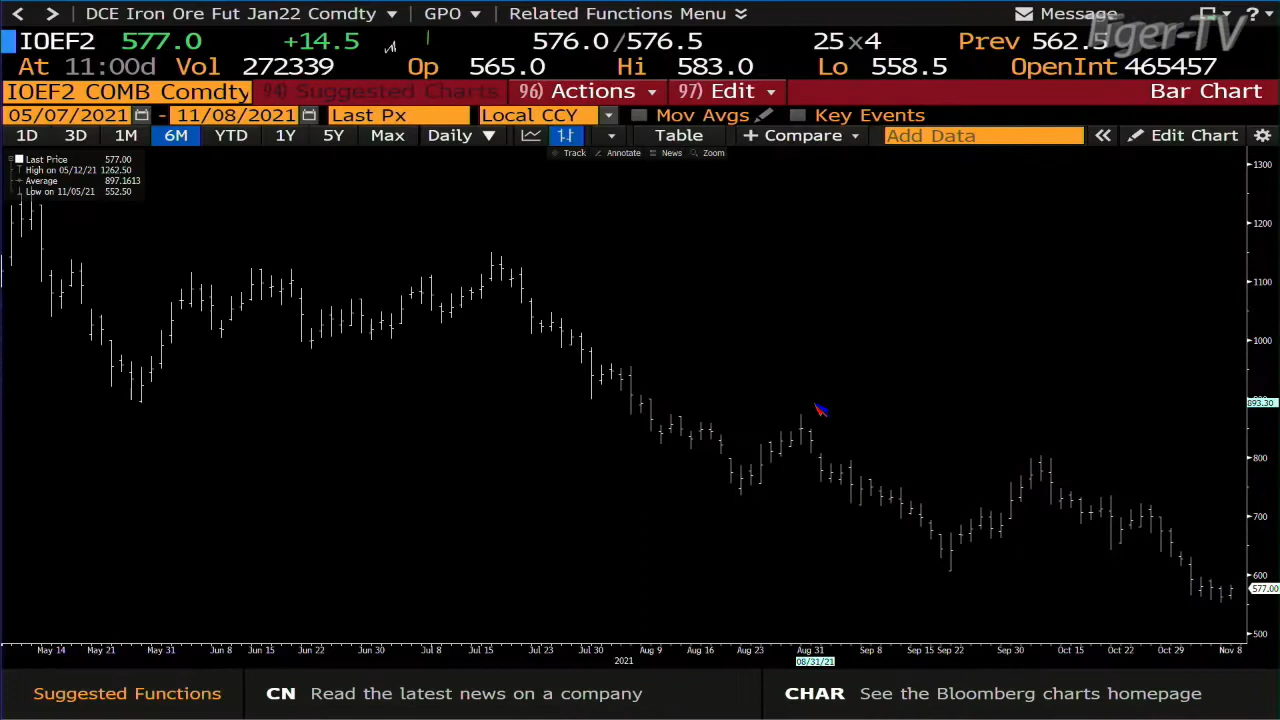 < > DCE Iron Ore Fut Jan22 Comdty GPO Related Functions Menu Message ?
Tiger-TV
IOEF2 577.0 +14.5 576.0/576.5 25×4 Prev 562.5
At 11:00d Vol 272339 Op 565.0 Hi 583.0 Lo 558.5 OpenInt 465457
IOEF2 COMB Comdty 94) Suggested Charts 96) Actions 97) Edit Bar Chart
05/07/2021 - 11/08/2021 Last Px Local CCY Mov Avgs Key Events
1D 3D 1M 6M YTD 1Y 5Y Max Daily ▼ Table + Compare Add Data « Edit Chart
Track Annotate News Zoom
Last Price 577.00
High on 05/12/21 1262.50
Average 897.1613
Low on 11/05/21 552.50
1300
1200
1100
1000
893.30
800
700
600
577.00
500
May 14 May 21 May 31 Jun 8 Jun 15 Jun 22 Jun 30 Jul 8 Jul 15 Jul 22 Jul 30 Aug 9 Aug 16 Aug 23 Aug 31 Sep 8 Sep 15 Sep 22 Sep 30 Oct 15 Oct 22 Oct 29 Nov 8
2021 08/31/21
Suggested Functions CN Read the latest news on a company CHAR See the Bloomberg charts homepage